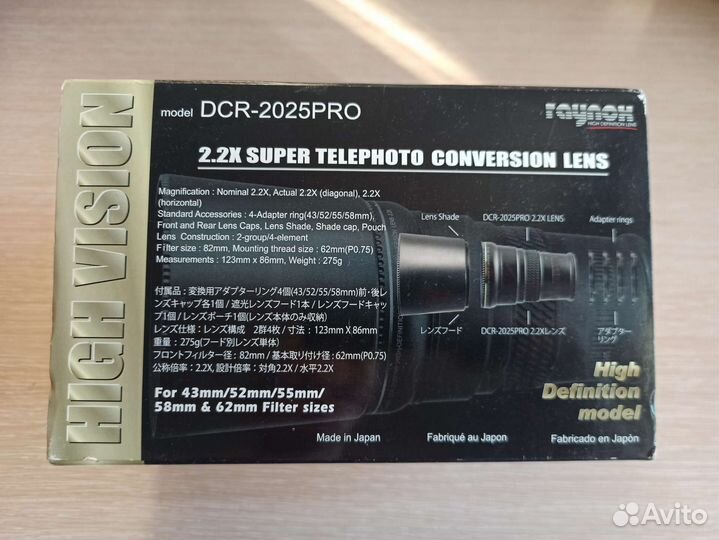 HIGH VISION
model DCR-2025PRO
raynox
HIGH DEFINITION LENS
2.2X SUPER TELEPHOTO CONVERSION LENS
Magnification : Nominal 2.2X, Actual 2.2X (diagonal), 2.2X
(horizontal)
Standard Accessories : 4-Adapter ring(43/52/55/58mm),
Front and Rear Lens Caps, Lens Shade, Shade cap, Pouch
Lens Construction : 2-group/4-element
Filter size : 82mm, Mounting thread size : 62mm(P0.75)
Measurements : 123mm x 86mm, Weight : 275g
Lens Shade
DCR-2025PRO 2.2X LENS
Adapter rings
付属品：変換用アダプターリング4個(43/52/55/58mm)前・後レ
ンズキャップ各1個 / 遮光レンズフード1本 / レンズフードキャッ
プ1個 / レンズポーチ1個(レンズ本体のみ収納)
レンズ仕様：レンズ構成 2群4枚 / 寸法：123mm X 86mm
重量：275g(フード別レンズ単体)
フロントフィルター径：82mm / 基本取り付け径：62mm(P0.75)
公称倍率：2.2X, 設計倍率：対角2.2X / 水平2.2X
レンズフード
DCR-2025PRO 2.2Xレンズ
アダプター
リング
For 43mm/52mm/55mm/
58mm & 62mm Filter sizes
High
Definition
model
Made in Japan
Fabriqué au Japon
Fabricado en Japón
Avito